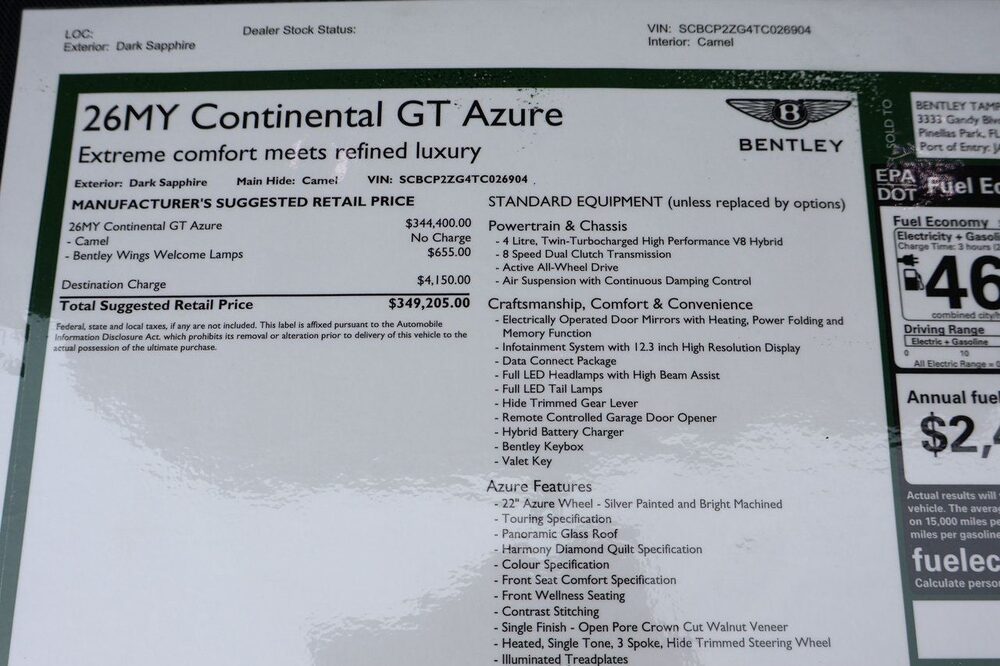 LOC:
Exterior: Dark Sapphire
Dealer Stock Status:
VIN: SCBCP2ZG4TC026904
Interior: Camel
26MY Continental GT Azure
Extreme comfort meets refined luxury
B
BENTLEY
Exterior: Dark Sapphire Main Hide: Camel VIN: SCBCP2ZG4TC026904
MANUFACTURER'S SUGGESTED RETAIL PRICE
26MY Continental GT Azure $344,400.00
- Camel No Charge
- Bentley Wings Welcome Lamps $655.00
Destination Charge $4,150.00
Total Suggested Retail Price $349,205.00
Federal, state and local taxes, if any are not included. This label is affixed pursuant to the Automobile
Information Disclosure Act, which prohibits its removal or alteration prior to delivery of this vehicle to the
actual possession of the ultimate purchase.
STANDARD EQUIPMENT (unless replaced by options)
Powertrain & Chassis
- 4 Litre, Twin-Turbocharged High Performance V8 Hybrid
- 8 Speed Dual Clutch Transmission
- Active All-Wheel Drive
- Air Suspension with Continuous Damping Control
Craftsmanship, Comfort & Convenience
- Electrically Operated Door Mirrors with Heating, Power Folding and
Memory Function
- Infotainment System with 12.3 inch High Resolution Display
- Data Connect Package
- Full LED Headlamps with High Beam Assist
- Full LED Tail Lamps
- Hide Trimmed Gear Lever
- Remote Controlled Garage Door Opener
- Hybrid Battery Charger
- Bentley Keybox
- Valet Key
Azure Features
- 22" Azure Wheel - Silver Painted and Bright Machined
- Touring Specification
- Panoramic Glass Roof
- Harmony Diamond Quilt Specification
- Colour Specification
- Front Seat Comfort Specification
- Front Wellness Seating
- Contrast Stitching
- Single Finish - Open Pore Crown Cut Walnut Veneer
- Heated, Single Tone, 3 Spoke, Hide Trimmed Steering Wheel
- Illuminated Treadplates
SOLD TO
BENTLEY TAMP
3333 Gandy Blv
Pinellas Park, FL
Port of Entry: JA
EPA
DOT Fuel Ec
Fuel Economy
Electricity + Gasoli
Charge Time: 3 hours (2
46
combined city/h
Driving Range
Electric + Gasoline
0 10
All Electric Range = 0
Annual fuel
$2,4
Actual results will
vehicle. The avera
on 15,000 miles pe
miles per gasoline
fuelec
Calculate perso